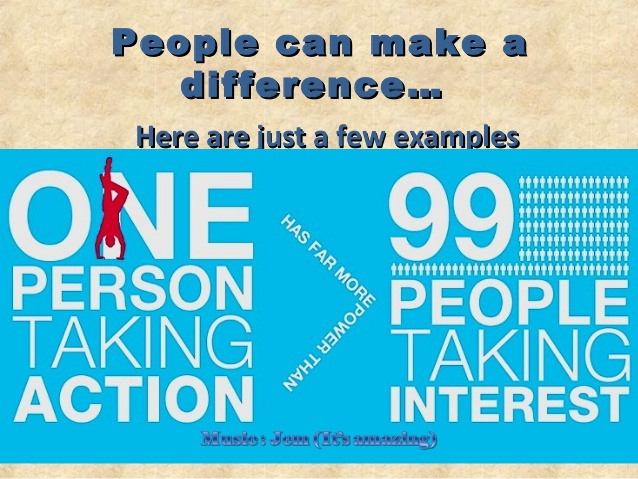 People can make a
difference…
Here are just a few examples
ONE
PERSON
TAKING
ACTION
HAS FAR MORE
POWER THAN
99
PEOPLE
TAKING
INTEREST
Music : Jem (It's amazing)